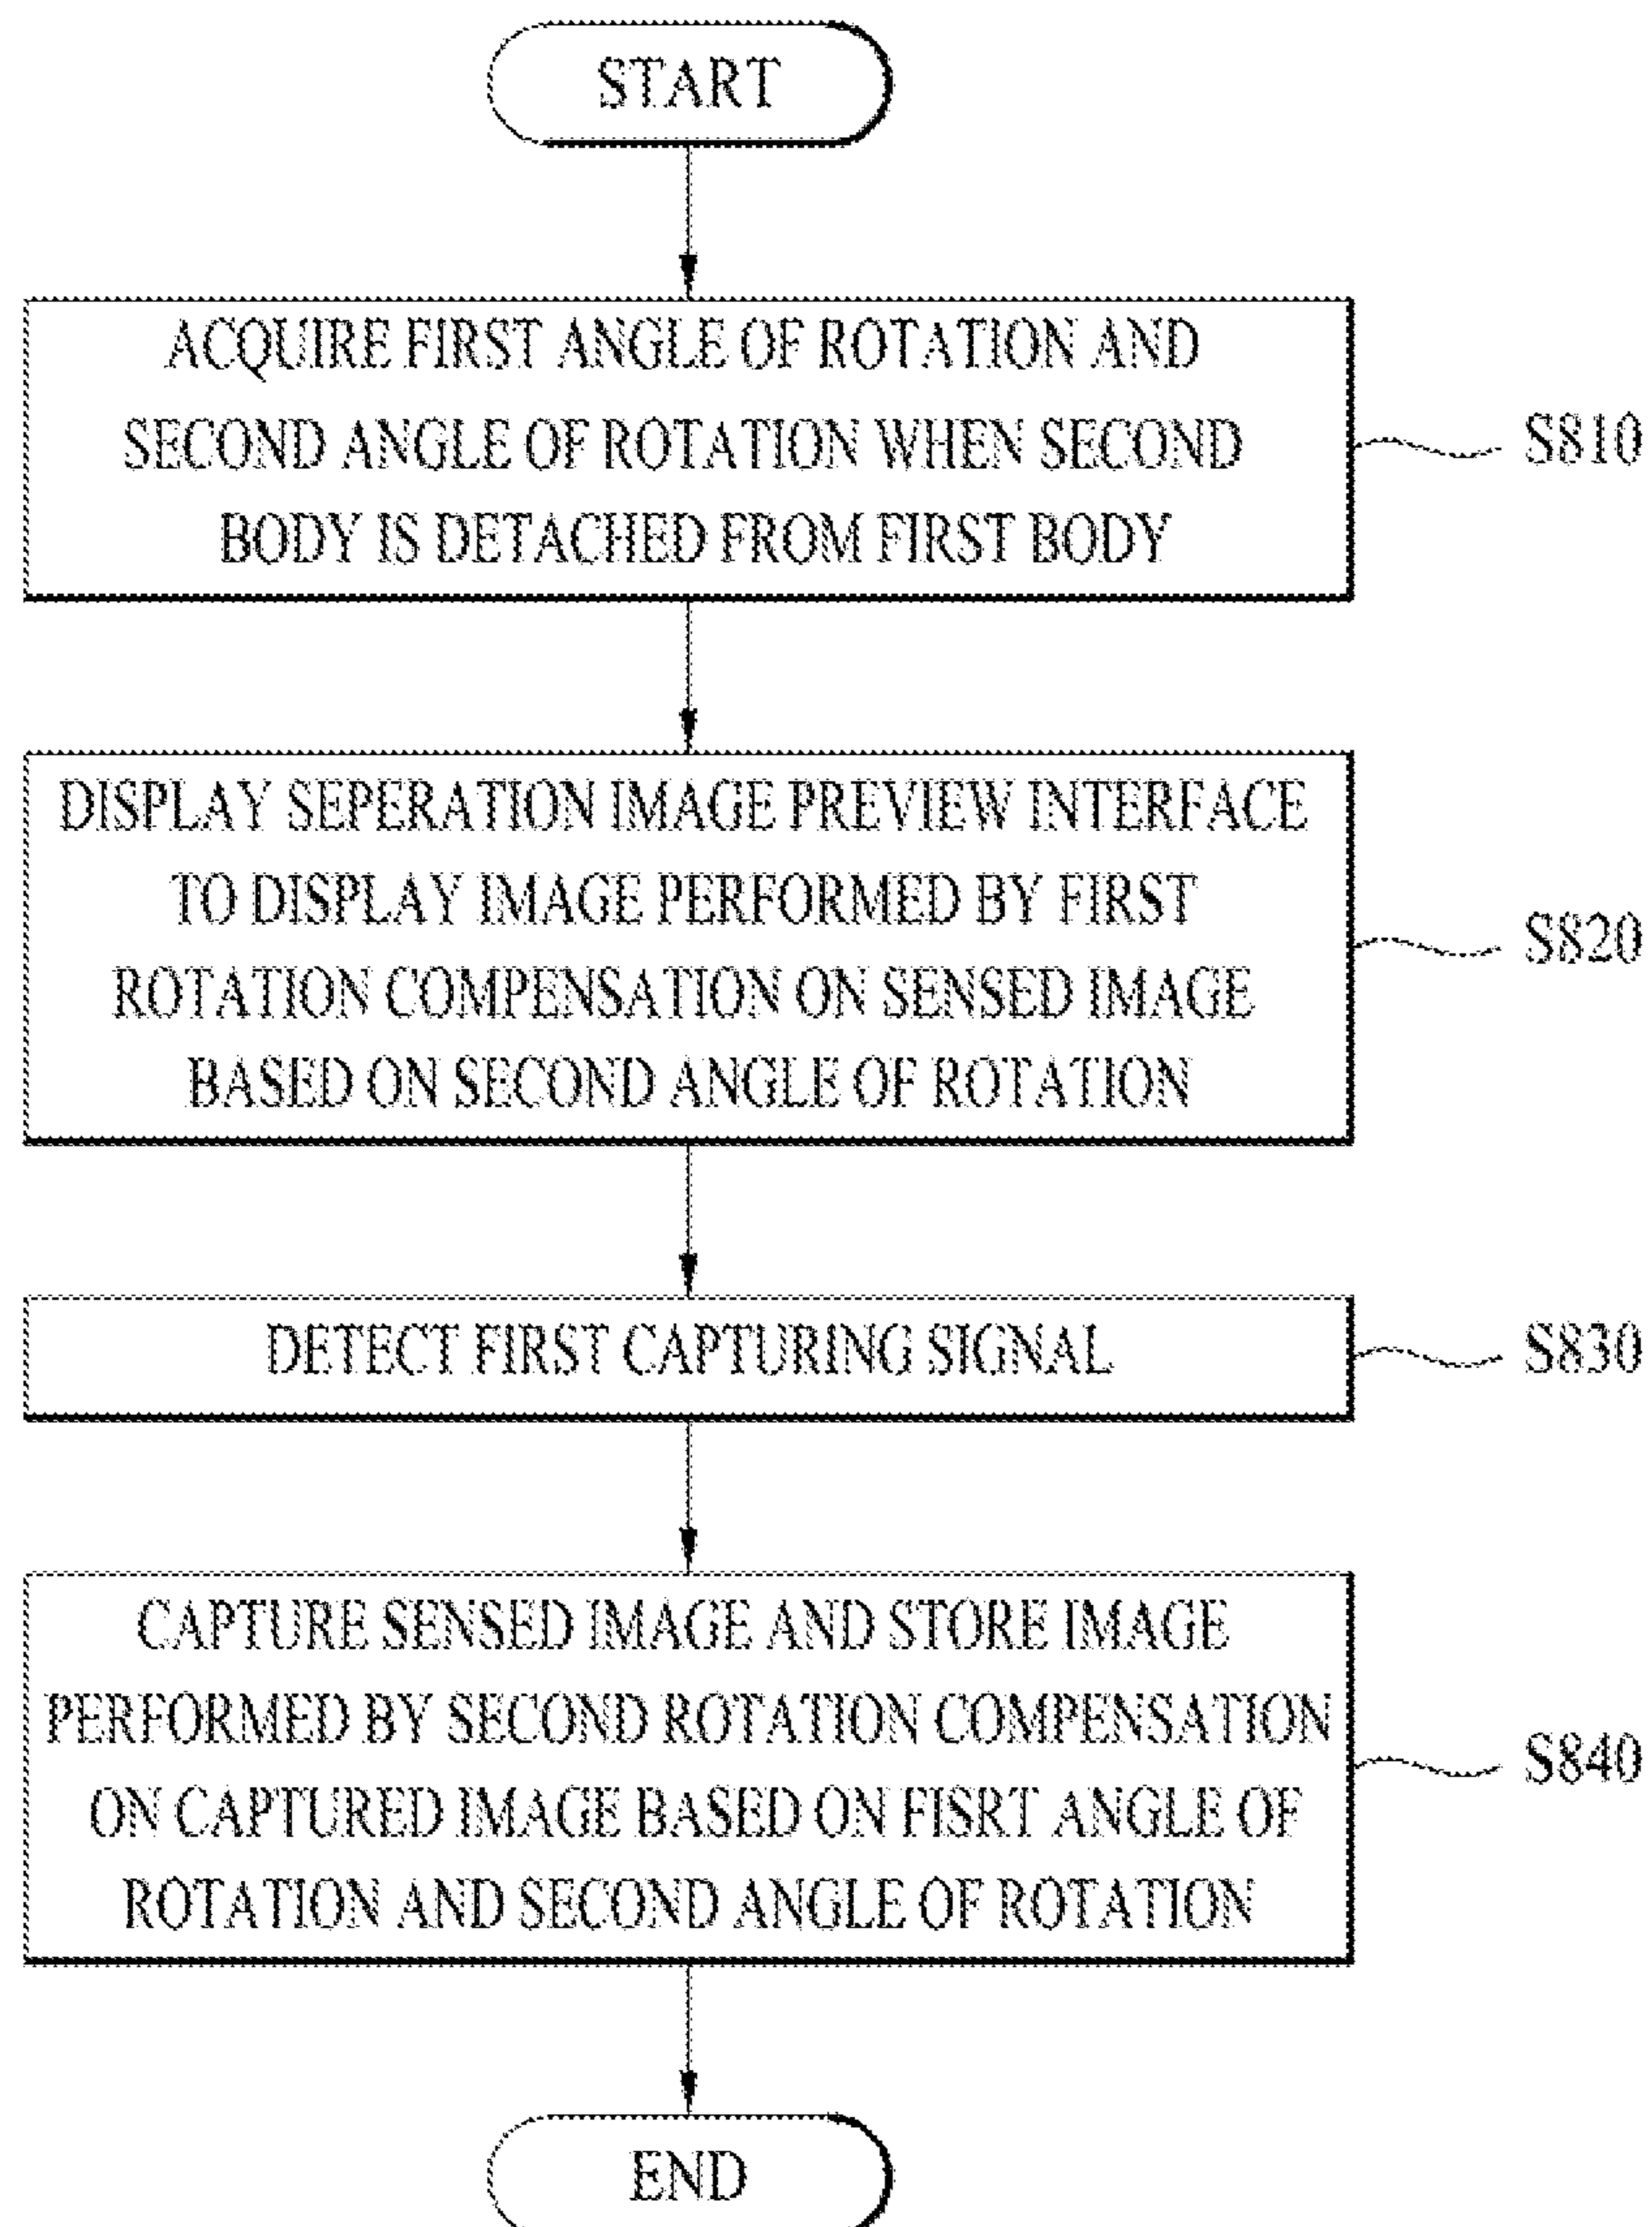 START
ACQUIRE FIRST ANGLE OF ROTATION AND
SECOND ANGLE OF ROTATION WHEN SECOND
BODY IS DETACHED FROM FIRST BODY
S810
DISPLAY SEPERATION IMAGE PREVIEW INTERFACE
TO DISPLAY IMAGE PERFORMED BY FIRST
ROTATION COMPENSATION ON SENSED IMAGE
BASED ON SECOND ANGLE OF ROTATION
S820
DETECT FIRST CAPTURING SIGNAL
S830
CAPTURE SENSED IMAGE AND STORE IMAGE
PERFORMED BY SECOND ROTATION COMPENSATION
ON CAPTURED IMAGE BASED ON FISRT ANGLE OF
ROTATION AND SECOND ANGLE OF ROTATION
S840
END